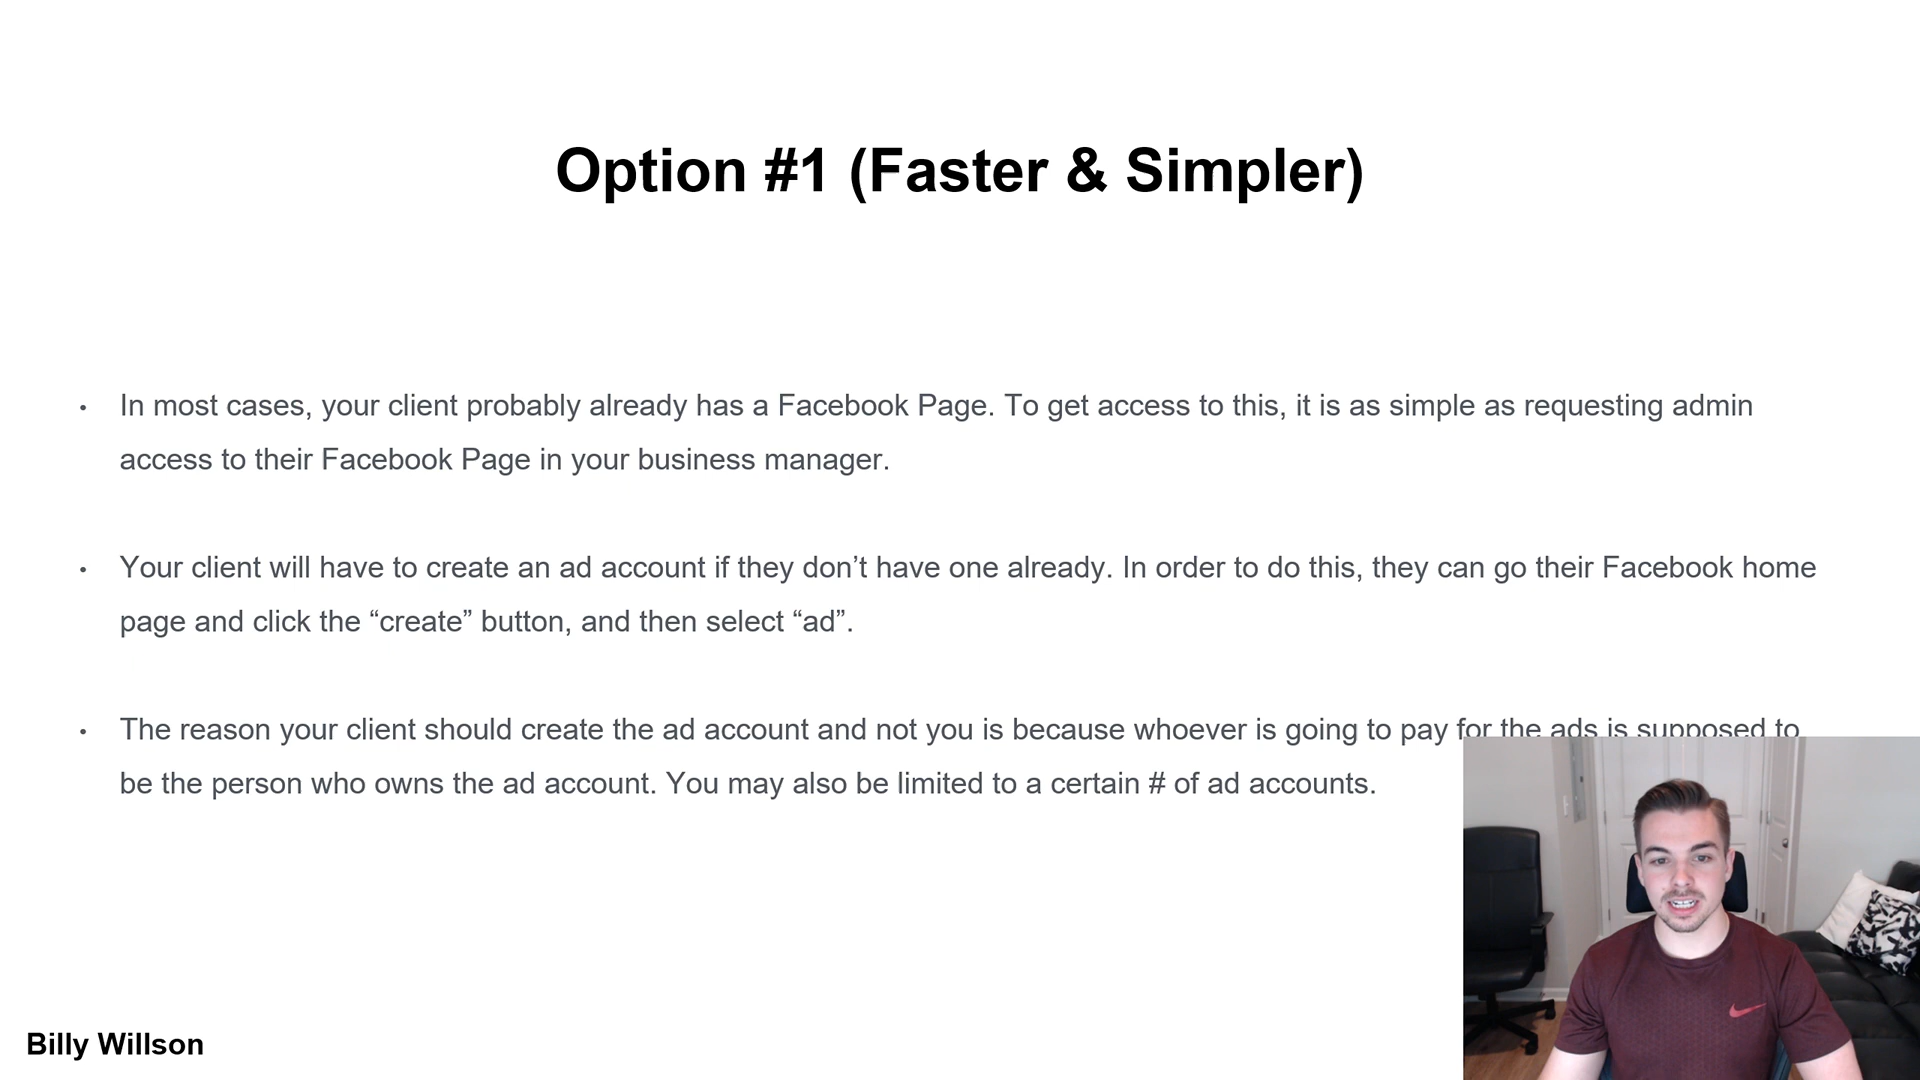 Option #1 (Faster & Simpler)
• In most cases, your client probably already has a Facebook Page. To get access to this, it is as simple as requesting admin
access to their Facebook Page in your business manager.
• Your client will have to create an ad account if they don’t have one already. In order to do this, they can go their Facebook home
page and click the “create” button, and then select “ad”.
• The reason your client should create the ad account and not you is because whoever is going to pay for the ads is supposed to
be the person who owns the ad account. You may also be limited to a certain # of ad accounts.
Billy Willson